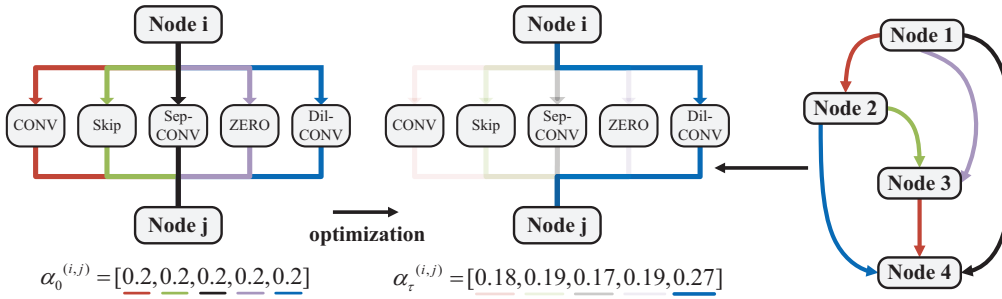 Node i
CONV
Skip
Sep-
CONV
ZERO
Dil-
CONV
Node j
α₀⁽ⁱ,ʲ⁾ = [0.2, 0.2, 0.2, 0.2, 0.2]
optimization
Node i
CONV
Skip
Sep-
CONV
ZERO
Dil-
CONV
Node j
α_τ⁽ⁱ,ʲ⁾ = [0.18, 0.19, 0.17, 0.19, 0.27]
Node 1
Node 2
Node 3
Node 4